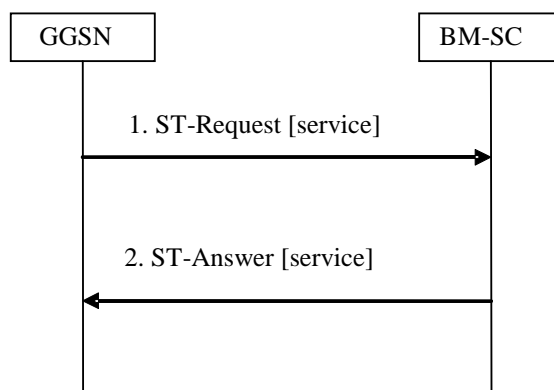 GGSN
BM-SC
1. ST-Request [service]
2. ST-Answer [service]